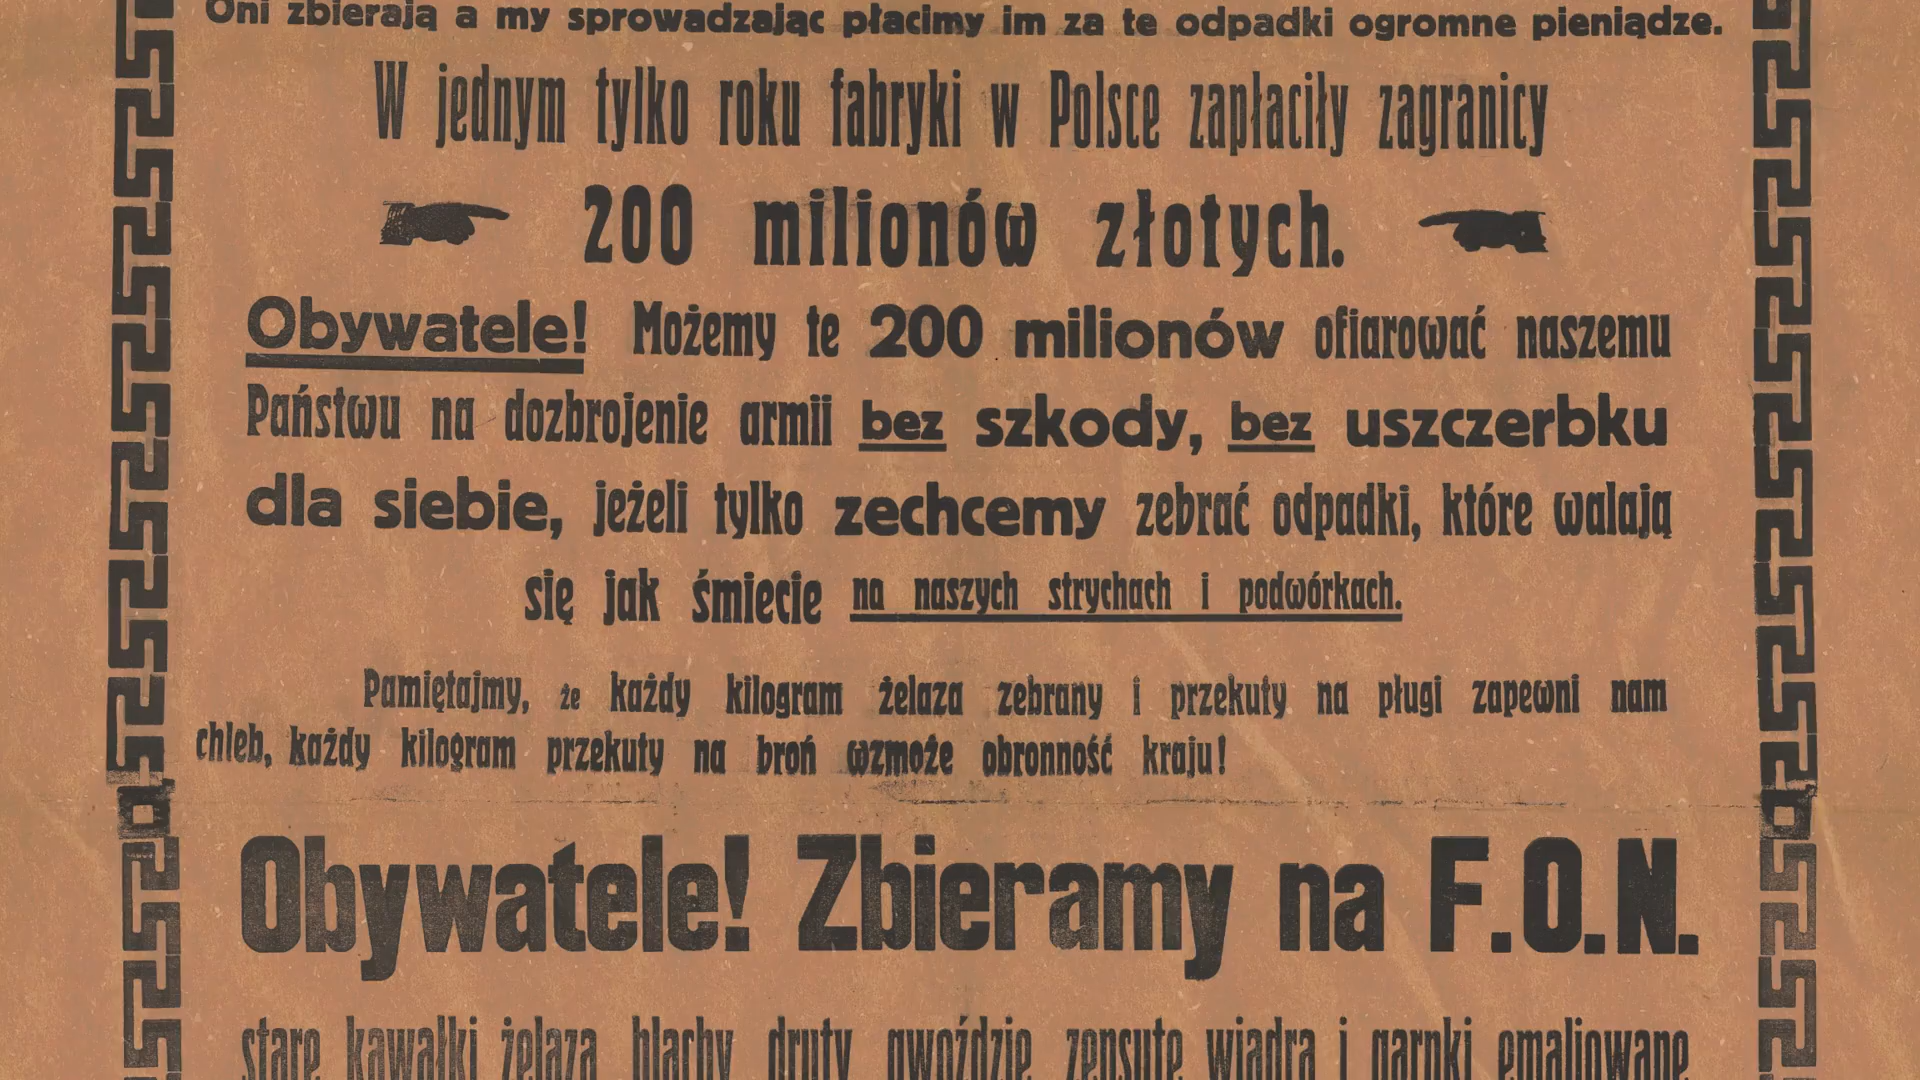 Oni zbierają a my sprowadzając płacimy im za te odpadki ogromne pieniądze.
W jednym tylko roku fabryki w Polsce zapłaciły zagranicy
200 milionów złotych.
Obywatele! Możemy te 200 milionów ofiarować naszemu
Państwu na dozbrojenie armii bez szkody, bez uszczerbku
dla siebie, jeżeli tylko zechcemy zebrać odpadki, które walają
się jak śmiecie na naszych strychach i podwórkach.
Pamiętajmy, że każdy kilogram żelaza zebrany i przekuty na pługi zapewni nam
chleb, każdy kilogram przekuty na broń wzmoże obronność kraju!
Obywatele! Zbieramy na F.O.N.
stare kawałki żelaza, blachy, druty, gwoździe, zepsute wiadra i garnki emaliowane